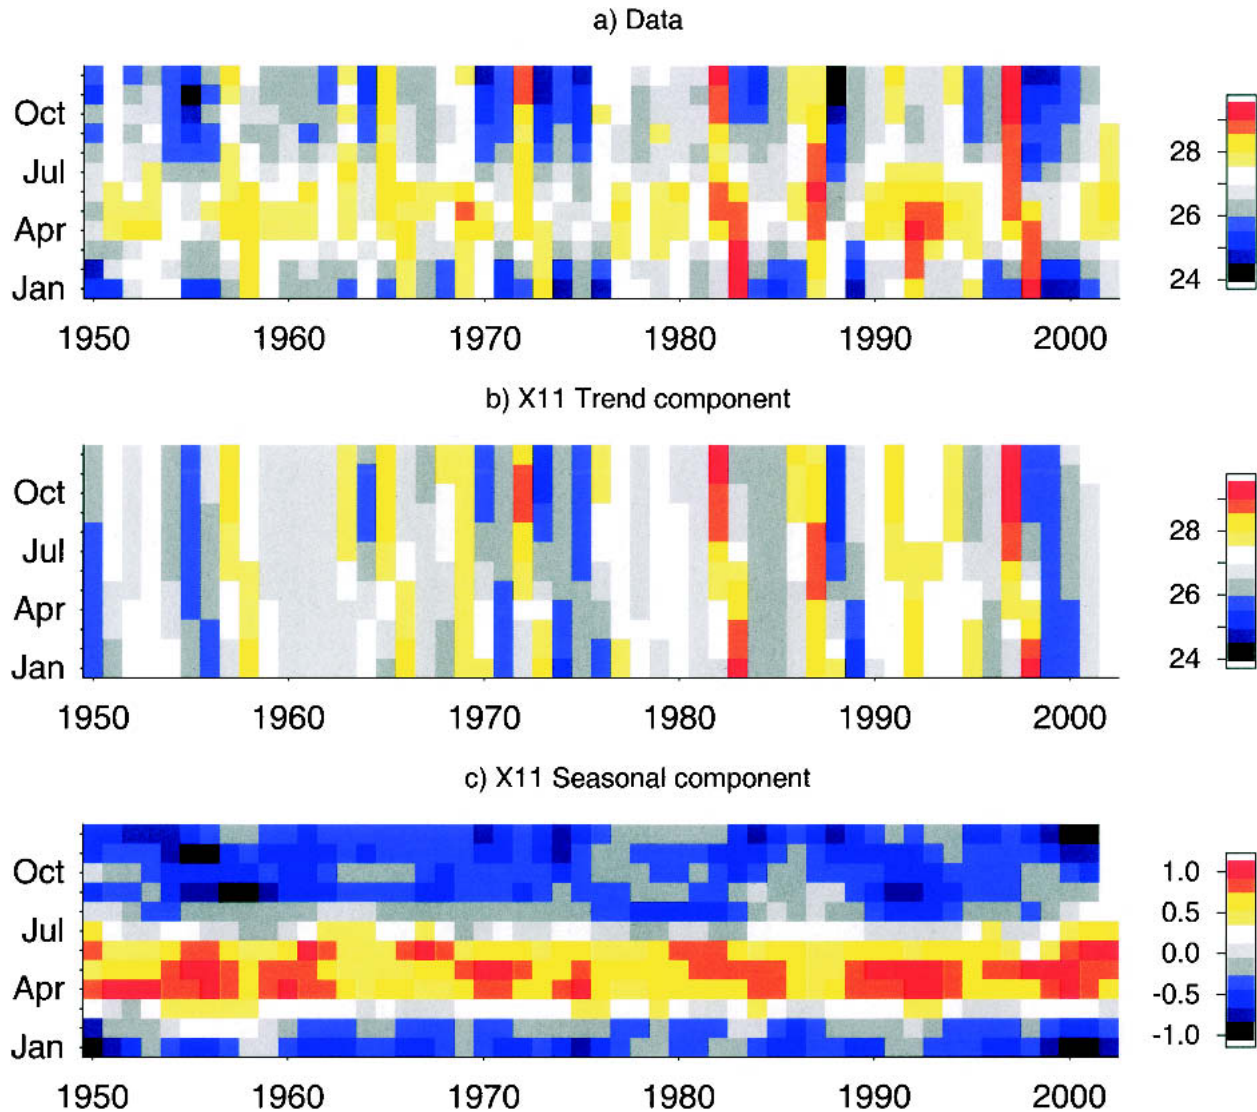 a) Data
Oct
Jul
Apr
Jan
28
26
24
1950 1960 1970 1980 1990 2000
b) X11 Trend component
Oct
Jul
Apr
Jan
28
26
24
1950 1960 1970 1980 1990 2000
c) X11 Seasonal component
Oct
Jul
Apr
Jan
1.0
0.5
0.0
-0.5
-1.0
1950 1960 1970 1980 1990 2000